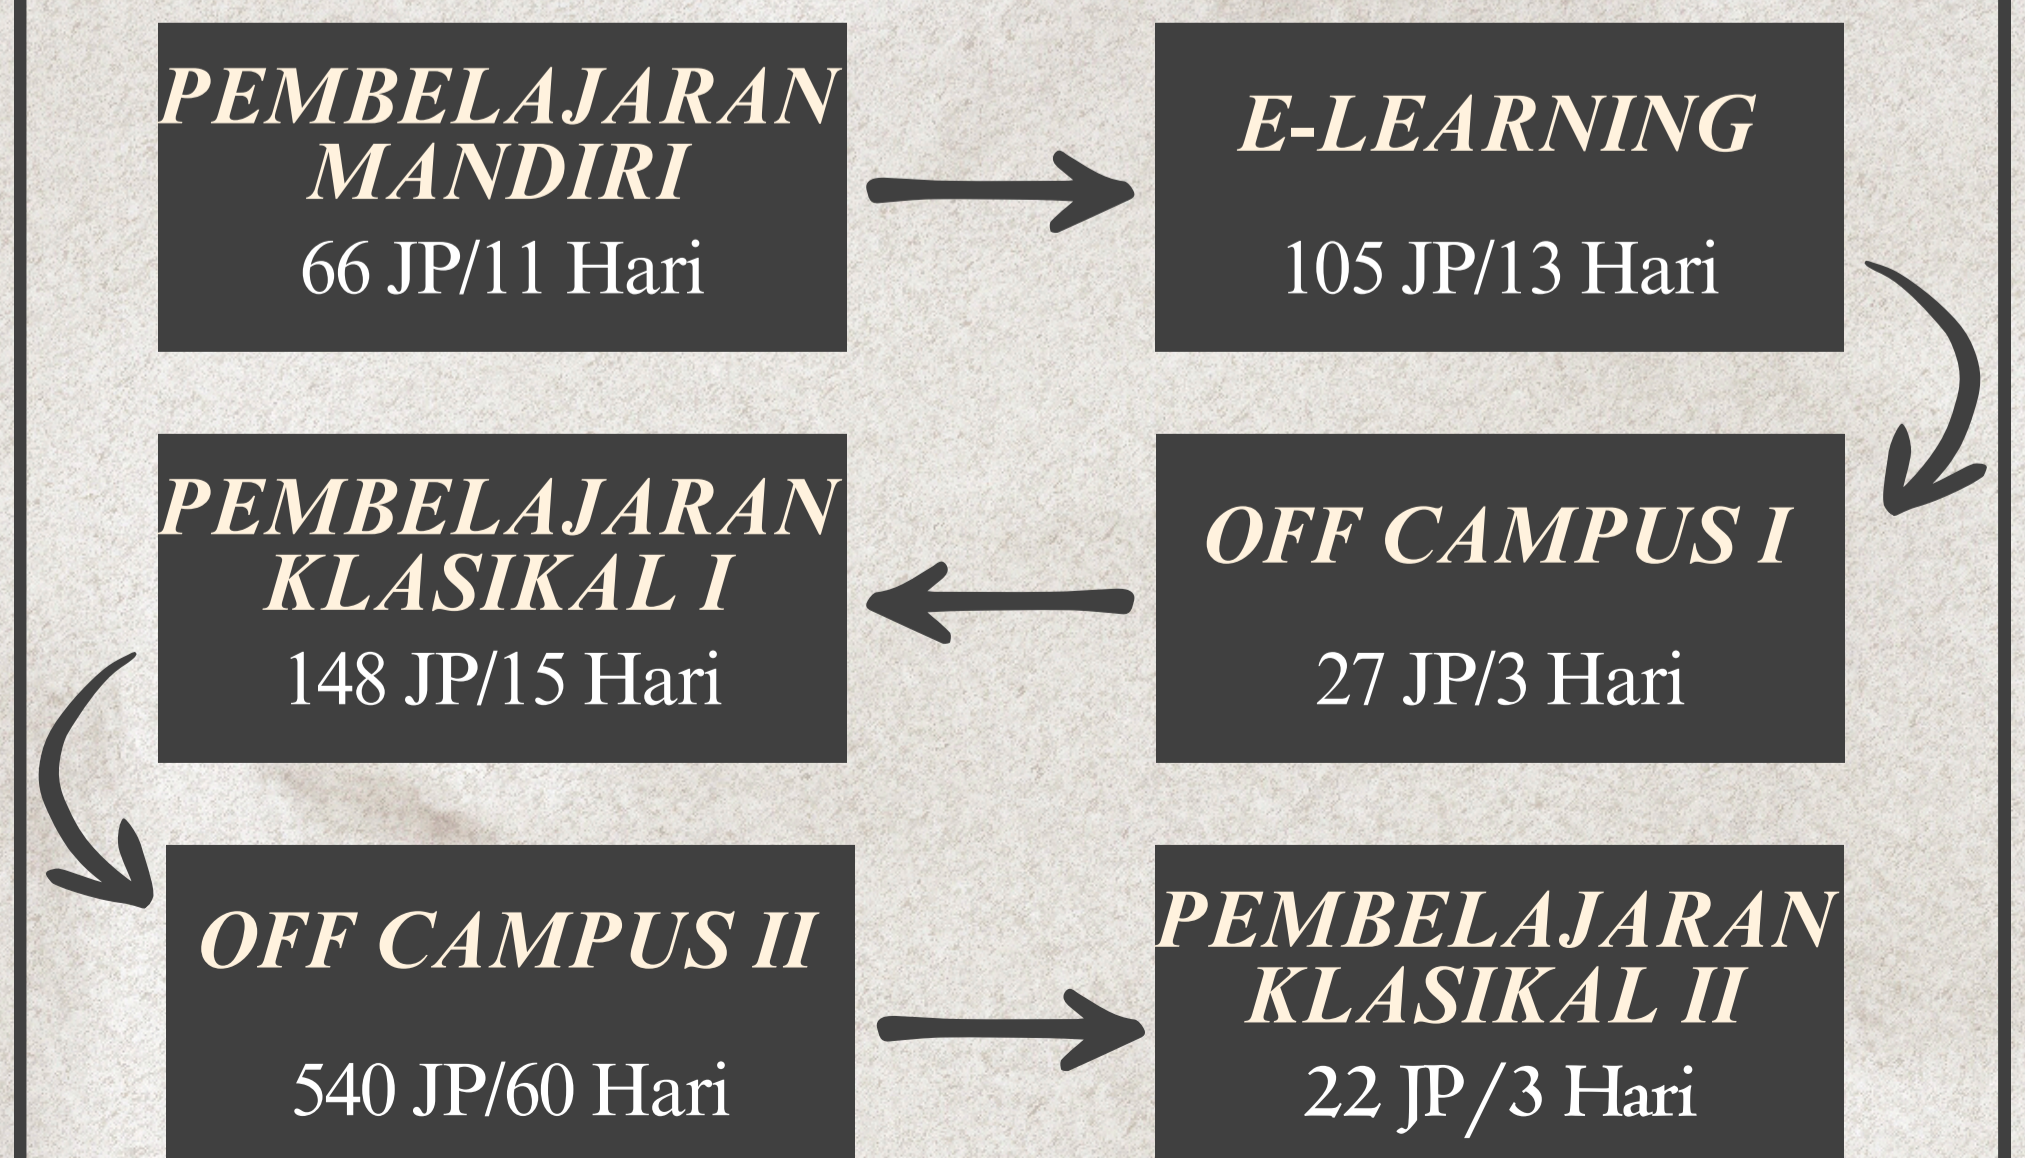 PEMBELAJARAN
MANDIRI
66 JP/11 Hari
E-LEARNING
105 JP/13 Hari
OFF CAMPUS I
27 JP/3 Hari
PEMBELAJARAN
KLASIKAL I
148 JP/15 Hari
OFF CAMPUS II
540 JP/60 Hari
PEMBELAJARAN
KLASIKAL II
22 JP/3 Hari